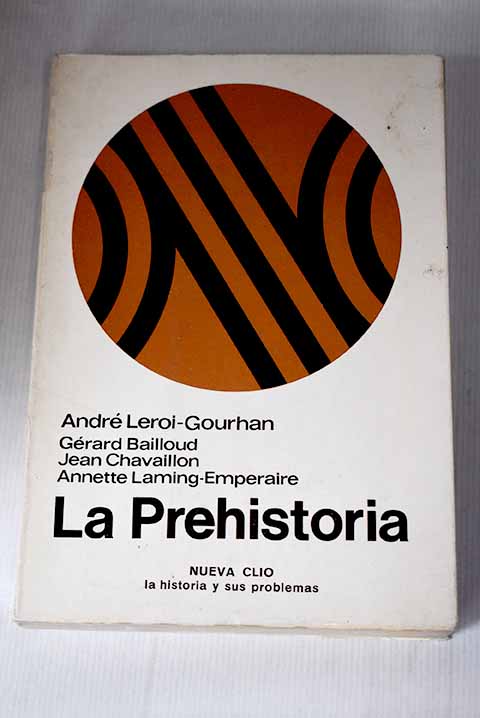 André Leroi-Gourhan
Gérard Bailloud
Jean Chavaillon
Annette Laming-Emperaire
La Prehistoria
NUEVA CLIO
la historia y sus problemas